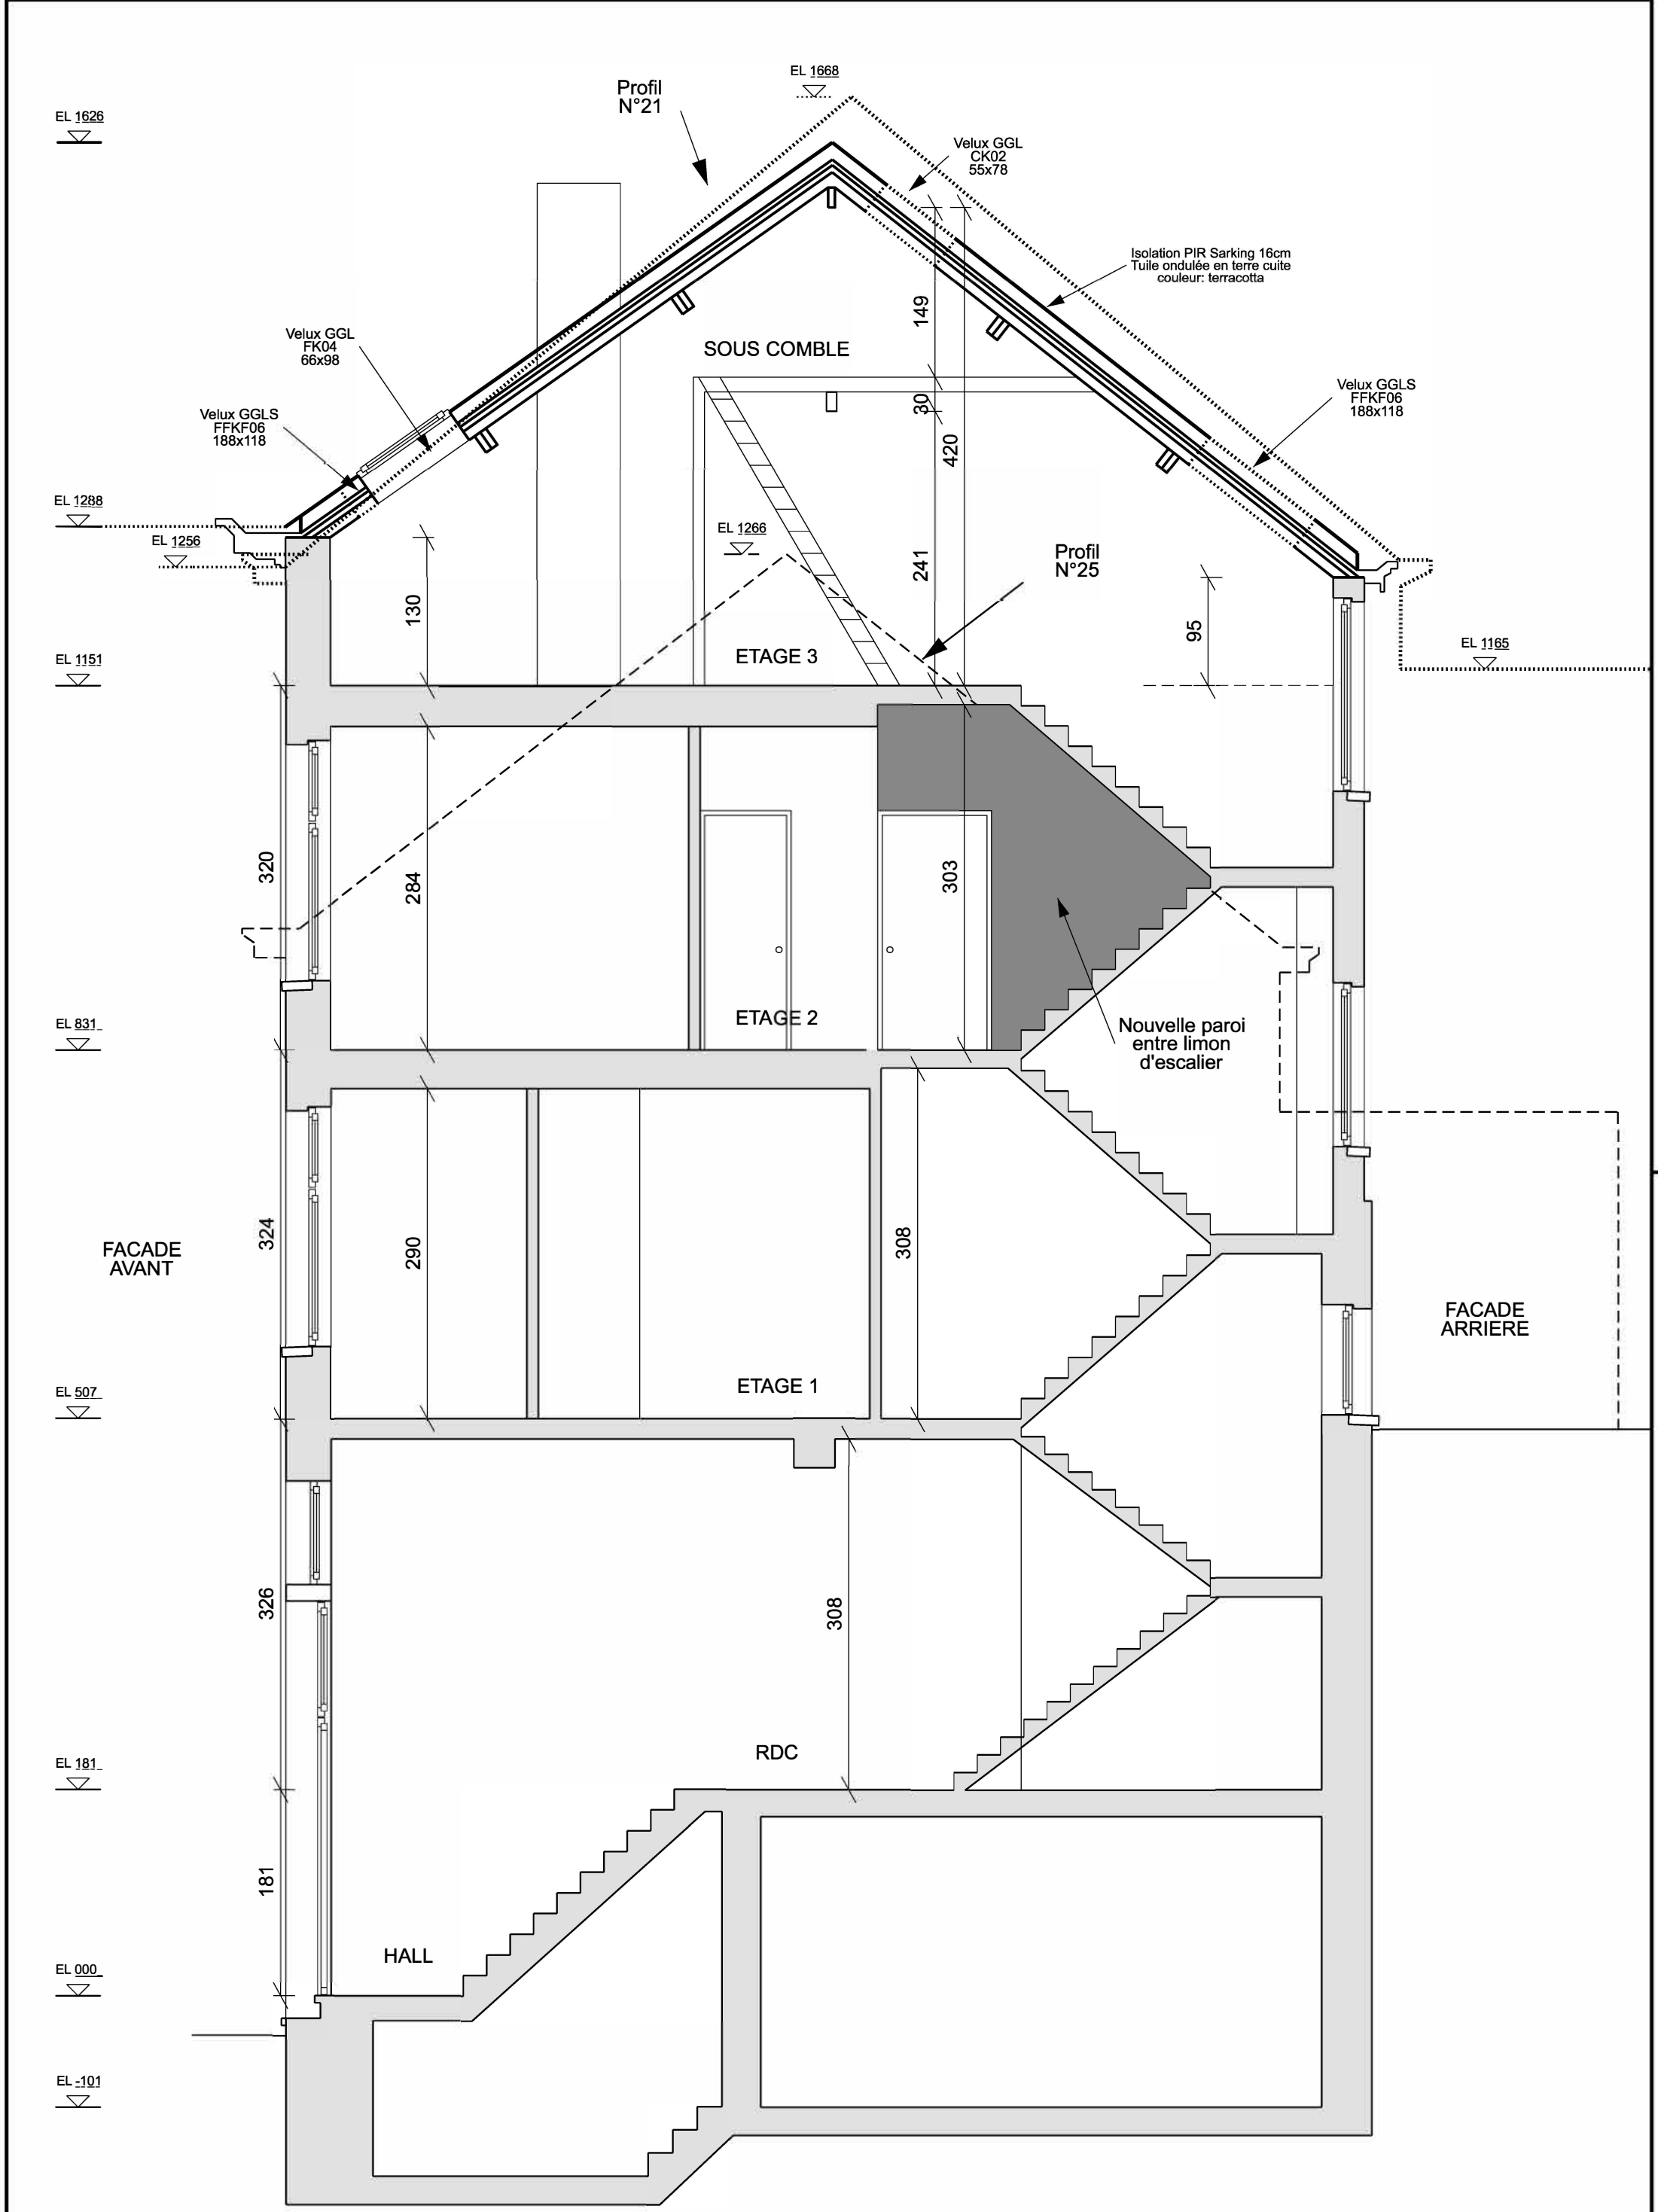 EL 1668
Profil
N°21
EL 1626
Velux GGL
CK02
55x78
Isolation PIR Sarking 16cm
Tuile ondulée en terre cuite
couleur: terracotta
149
Velux GGL
FK04
66x98
SOUS COMBLE
Velux GGLS
FFKF06
188x118
Velux GGLS
FFKF06
188x118
30
420
EL 1288
EL 1256
EL 1266
Profil
N°25
241
130
95
ETAGE 3
EL 1151
EL 1165
320
284
303
ETAGE 2
EL 831
Nouvelle paroi
entre limon
d'escalier
FACADE
AVANT
324
290
308
FACADE
ARRIERE
ETAGE 1
EL 507
326
308
RDC
EL 181
181
HALL
EL 000
EL -101